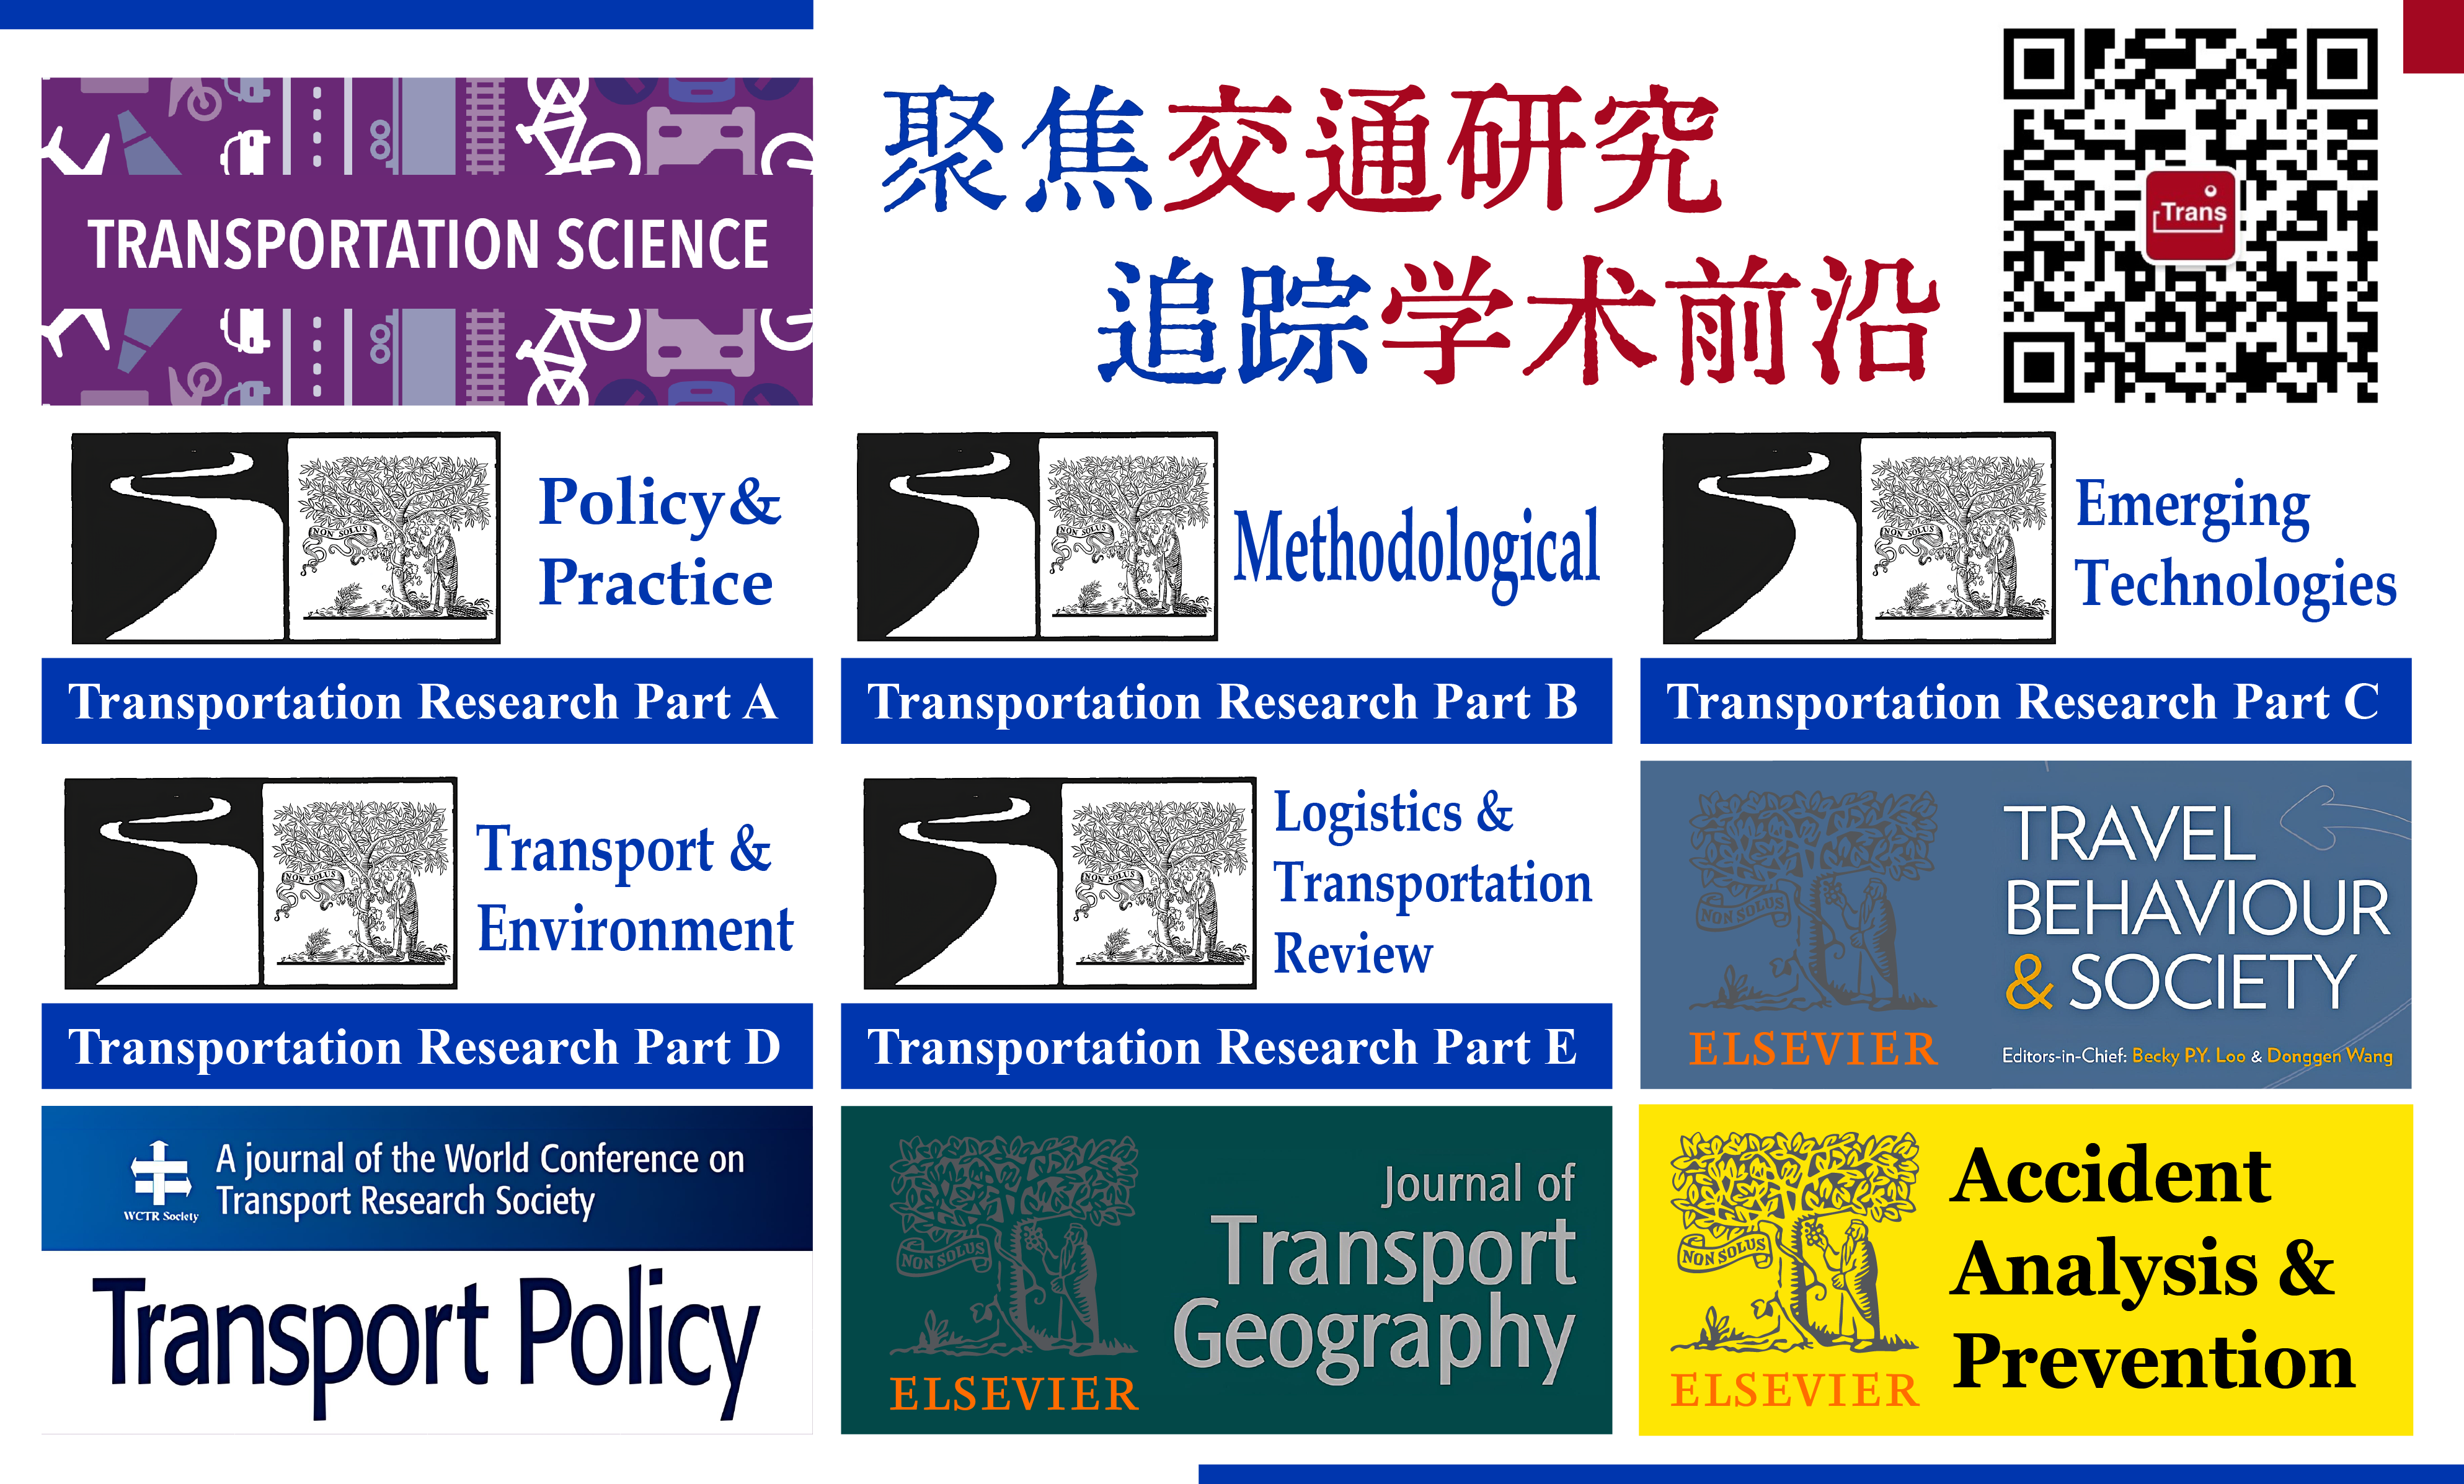 TRANSPORTATION SCIENCE
聚焦交通研究
追踪学术前沿
Trans
NON SOLUS
Policy&
Practice
Transportation Research Part A
NON SOLUS
Methodological
Transportation Research Part B
NON SOLUS
Emerging
Technologies
Transportation Research Part C
NON SOLUS
Transport &
Environment
Transportation Research Part D
NON SOLUS
Logistics &
Transportation
Review
Transportation Research Part E
NON SOLUS
ELSEVIER
TRAVEL
BEHAVIOUR
& SOCIETY
Editors-in-Chief: Becky P.Y. Loo & Donggen Wang
WCTR Society
A journal of the World Conference on
Transport Research Society
Transport Policy
NON SOLUS
ELSEVIER
Journal of
Transport
Geography
NON SOLUS
ELSEVIER
Accident
Analysis &
Prevention